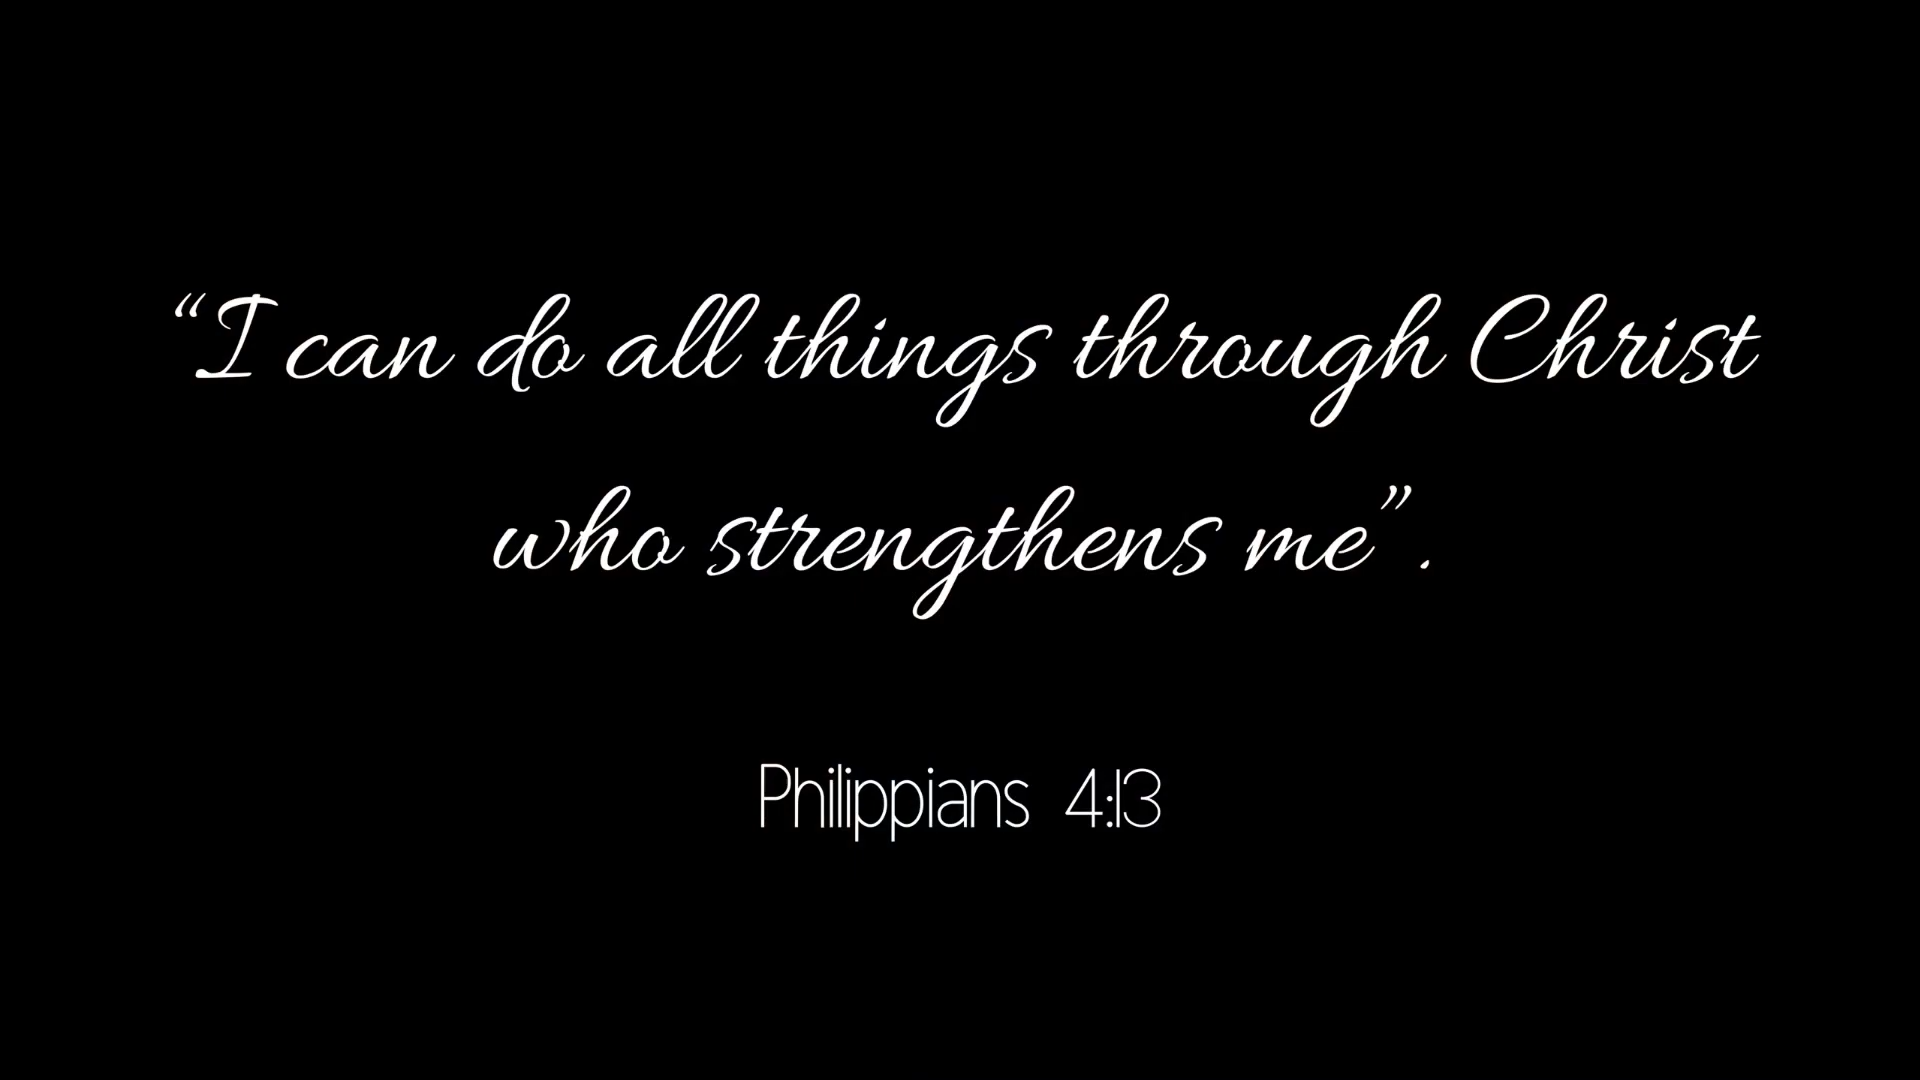 “I can do all things through Christ
who strengthens me”.
Philippians 4:13